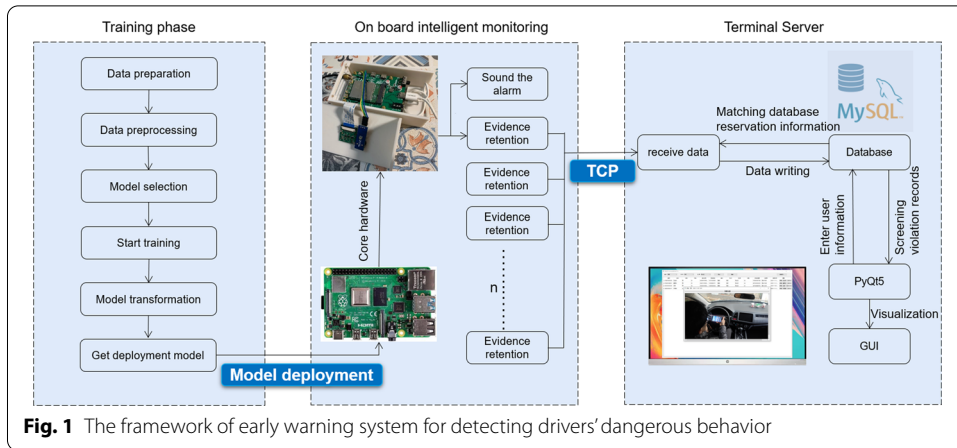 Training phase
Data preparation
Data preprocessing
Model selection
Start training
Model transformation
Get deployment model
Model deployment
On board intelligent monitoring
Sound the
alarm
Evidence
retention
Evidence
retention
Evidence
retention
n
Evidence
retention
Core hardware
TCP
Terminal Server
MySQL
Matching database
reservation information
receive data
Database
Data writing
Enter user
information
Screening
violation records
PyQt5
Visualization
GUI
Fig. 1 The framework of early warning system for detecting drivers' dangerous behavior